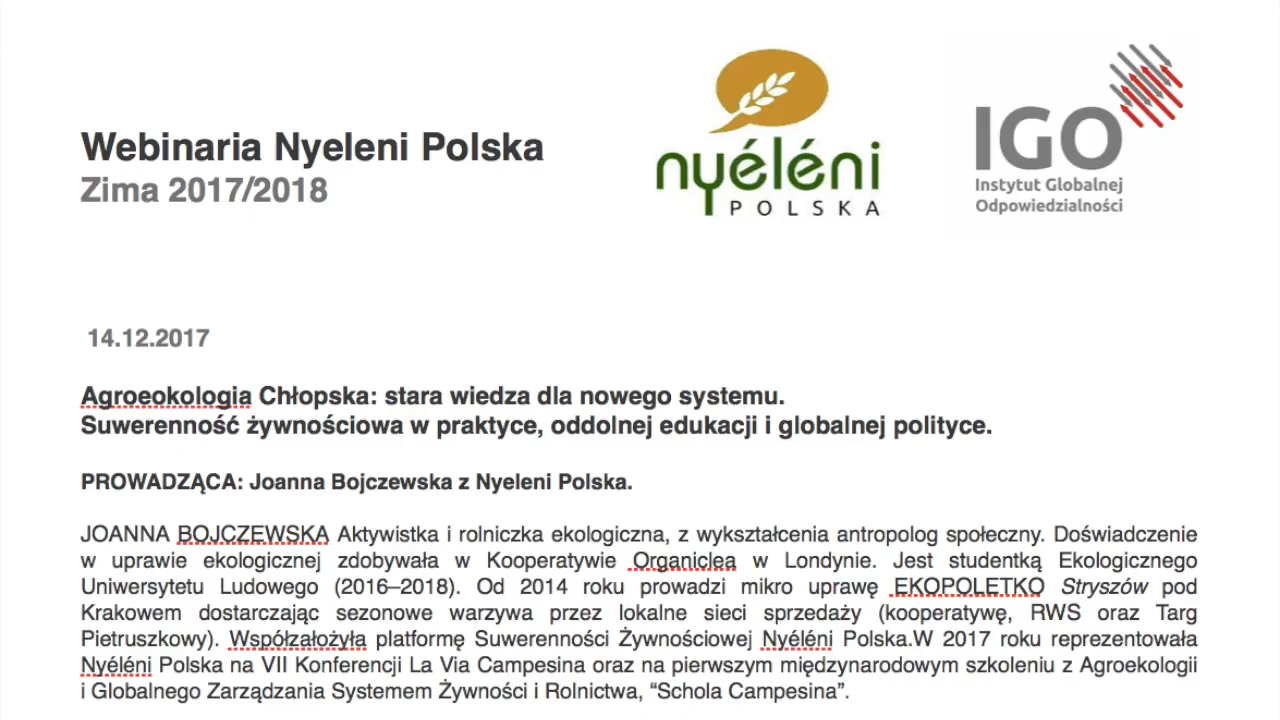 Webinaria Nyeleni Polska
Zima 2017/2018
nyéléni
POLSKA
IGO
Instytut Globalnej
Odpowiedzialności
14.12.2017
Agroeokologia Chłopska: stara wiedza dla nowego systemu.
Suwerenność żywnościowa w praktyce, oddolnej edukacji i globalnej polityce.
PROWADZĄCA: Joanna Bojczewska z Nyeleni Polska.
JOANNA BOJCZEWSKA Aktywistka i rolniczka ekologiczna, z wykształcenia antropolog społeczny. Doświadczenie
w uprawie ekologicznej zdobywała w Kooperatywie Organiclea w Londynie. Jest studentką Ekologicznego
Uniwersytetu Ludowego (2016–2018). Od 2014 roku prowadzi mikro uprawę EKOPOLETKO Stryszów pod
Krakowem dostarczając sezonowe warzywa przez lokalne sieci sprzedaży (kooperatywę, RWS oraz Targ
Pietruszkowy). Współzałożyła platformę Suwerenności Żywnościowej Nyéléni Polska.W 2017 roku reprezentowała
Nyéléni Polska na VII Konferencji La Via Campesina oraz na pierwszym międzynarodowym szkoleniu z Agroekologii
i Globalnego Zarządzania Systemem Żywności i Rolnictwa, “Schola Campesina”.